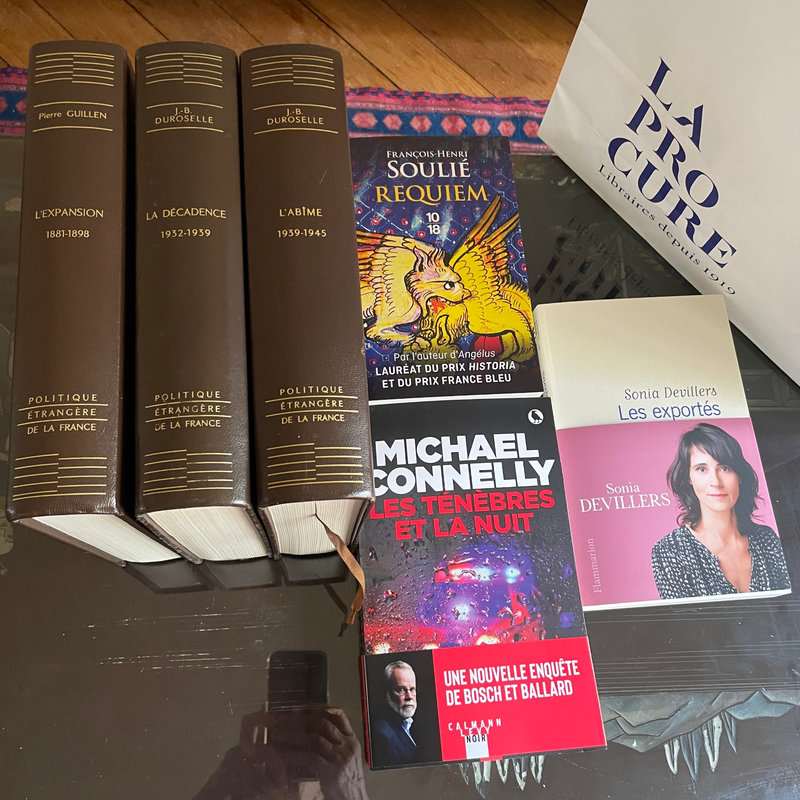 Pierre GUILLEN
L'EXPANSION
1881-1898
POLITIQUE
ÉTRANGÈRE
DE LA FRANCE
J.-B.
DUROSELLE
LA DÉCADENCE
1932-1939
POLITIQUE
ÉTRANGÈRE
DE LA FRANCE
J.-B.
DUROSELLE
L'ABÎME
1939-1945
POLITIQUE
ÉTRANGÈRE
DE LA FRANCE
FRANÇOIS-HENRI
SOULIÉ
REQUIEM
10
18
Par l'auteur d'Angélus
LAURÉAT DU PRIX HISTORIA
ET DU PRIX FRANCE BLEU
MICHAEL
CONNELLY
LES TÉNÈBRES
ET LA NUIT
UNE NOUVELLE ENQUÊTE
DE BOSCH ET BALLARD
CALMANN
LEVY
NOIR
LA
PRO
CURE
Libraires depuis 1919
Sonia Devillers
Les exportés
Sonia
DEVILLERS
Flammarion